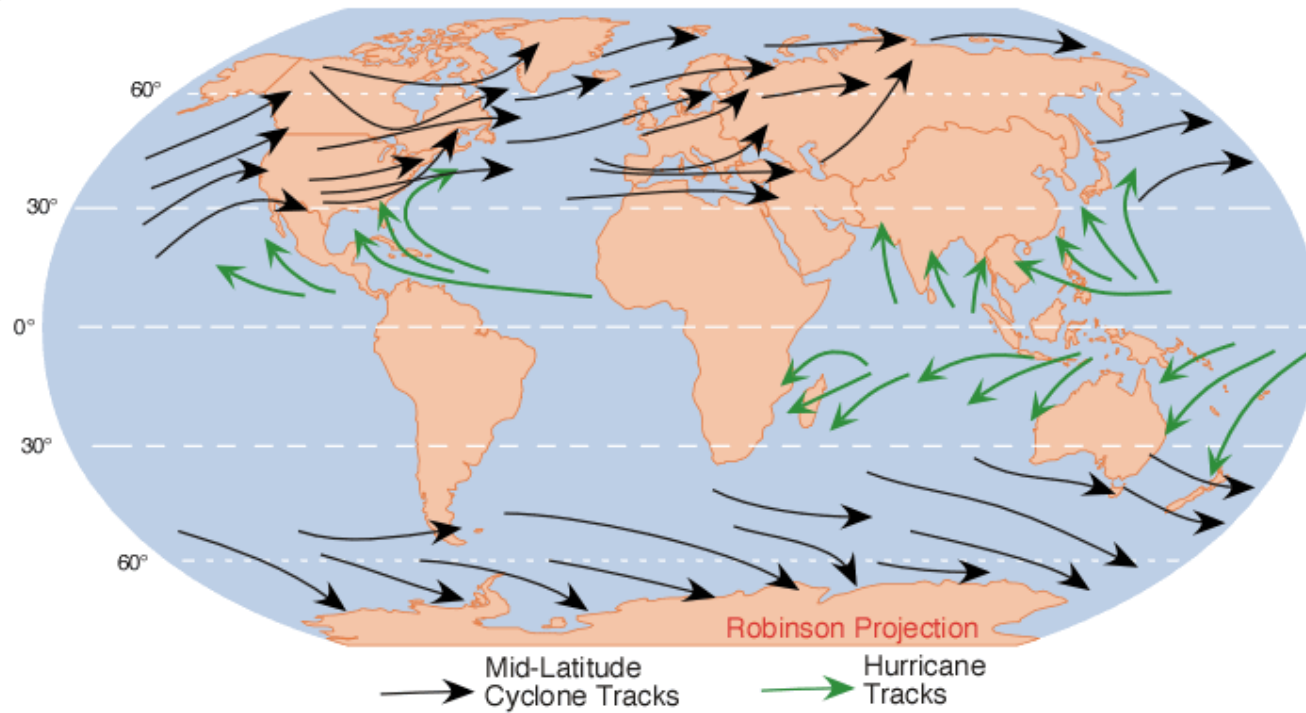 60°
30°
0°
30°
60°
Robinson Projection
Mid-Latitude
Cyclone Tracks
Hurricane
Tracks